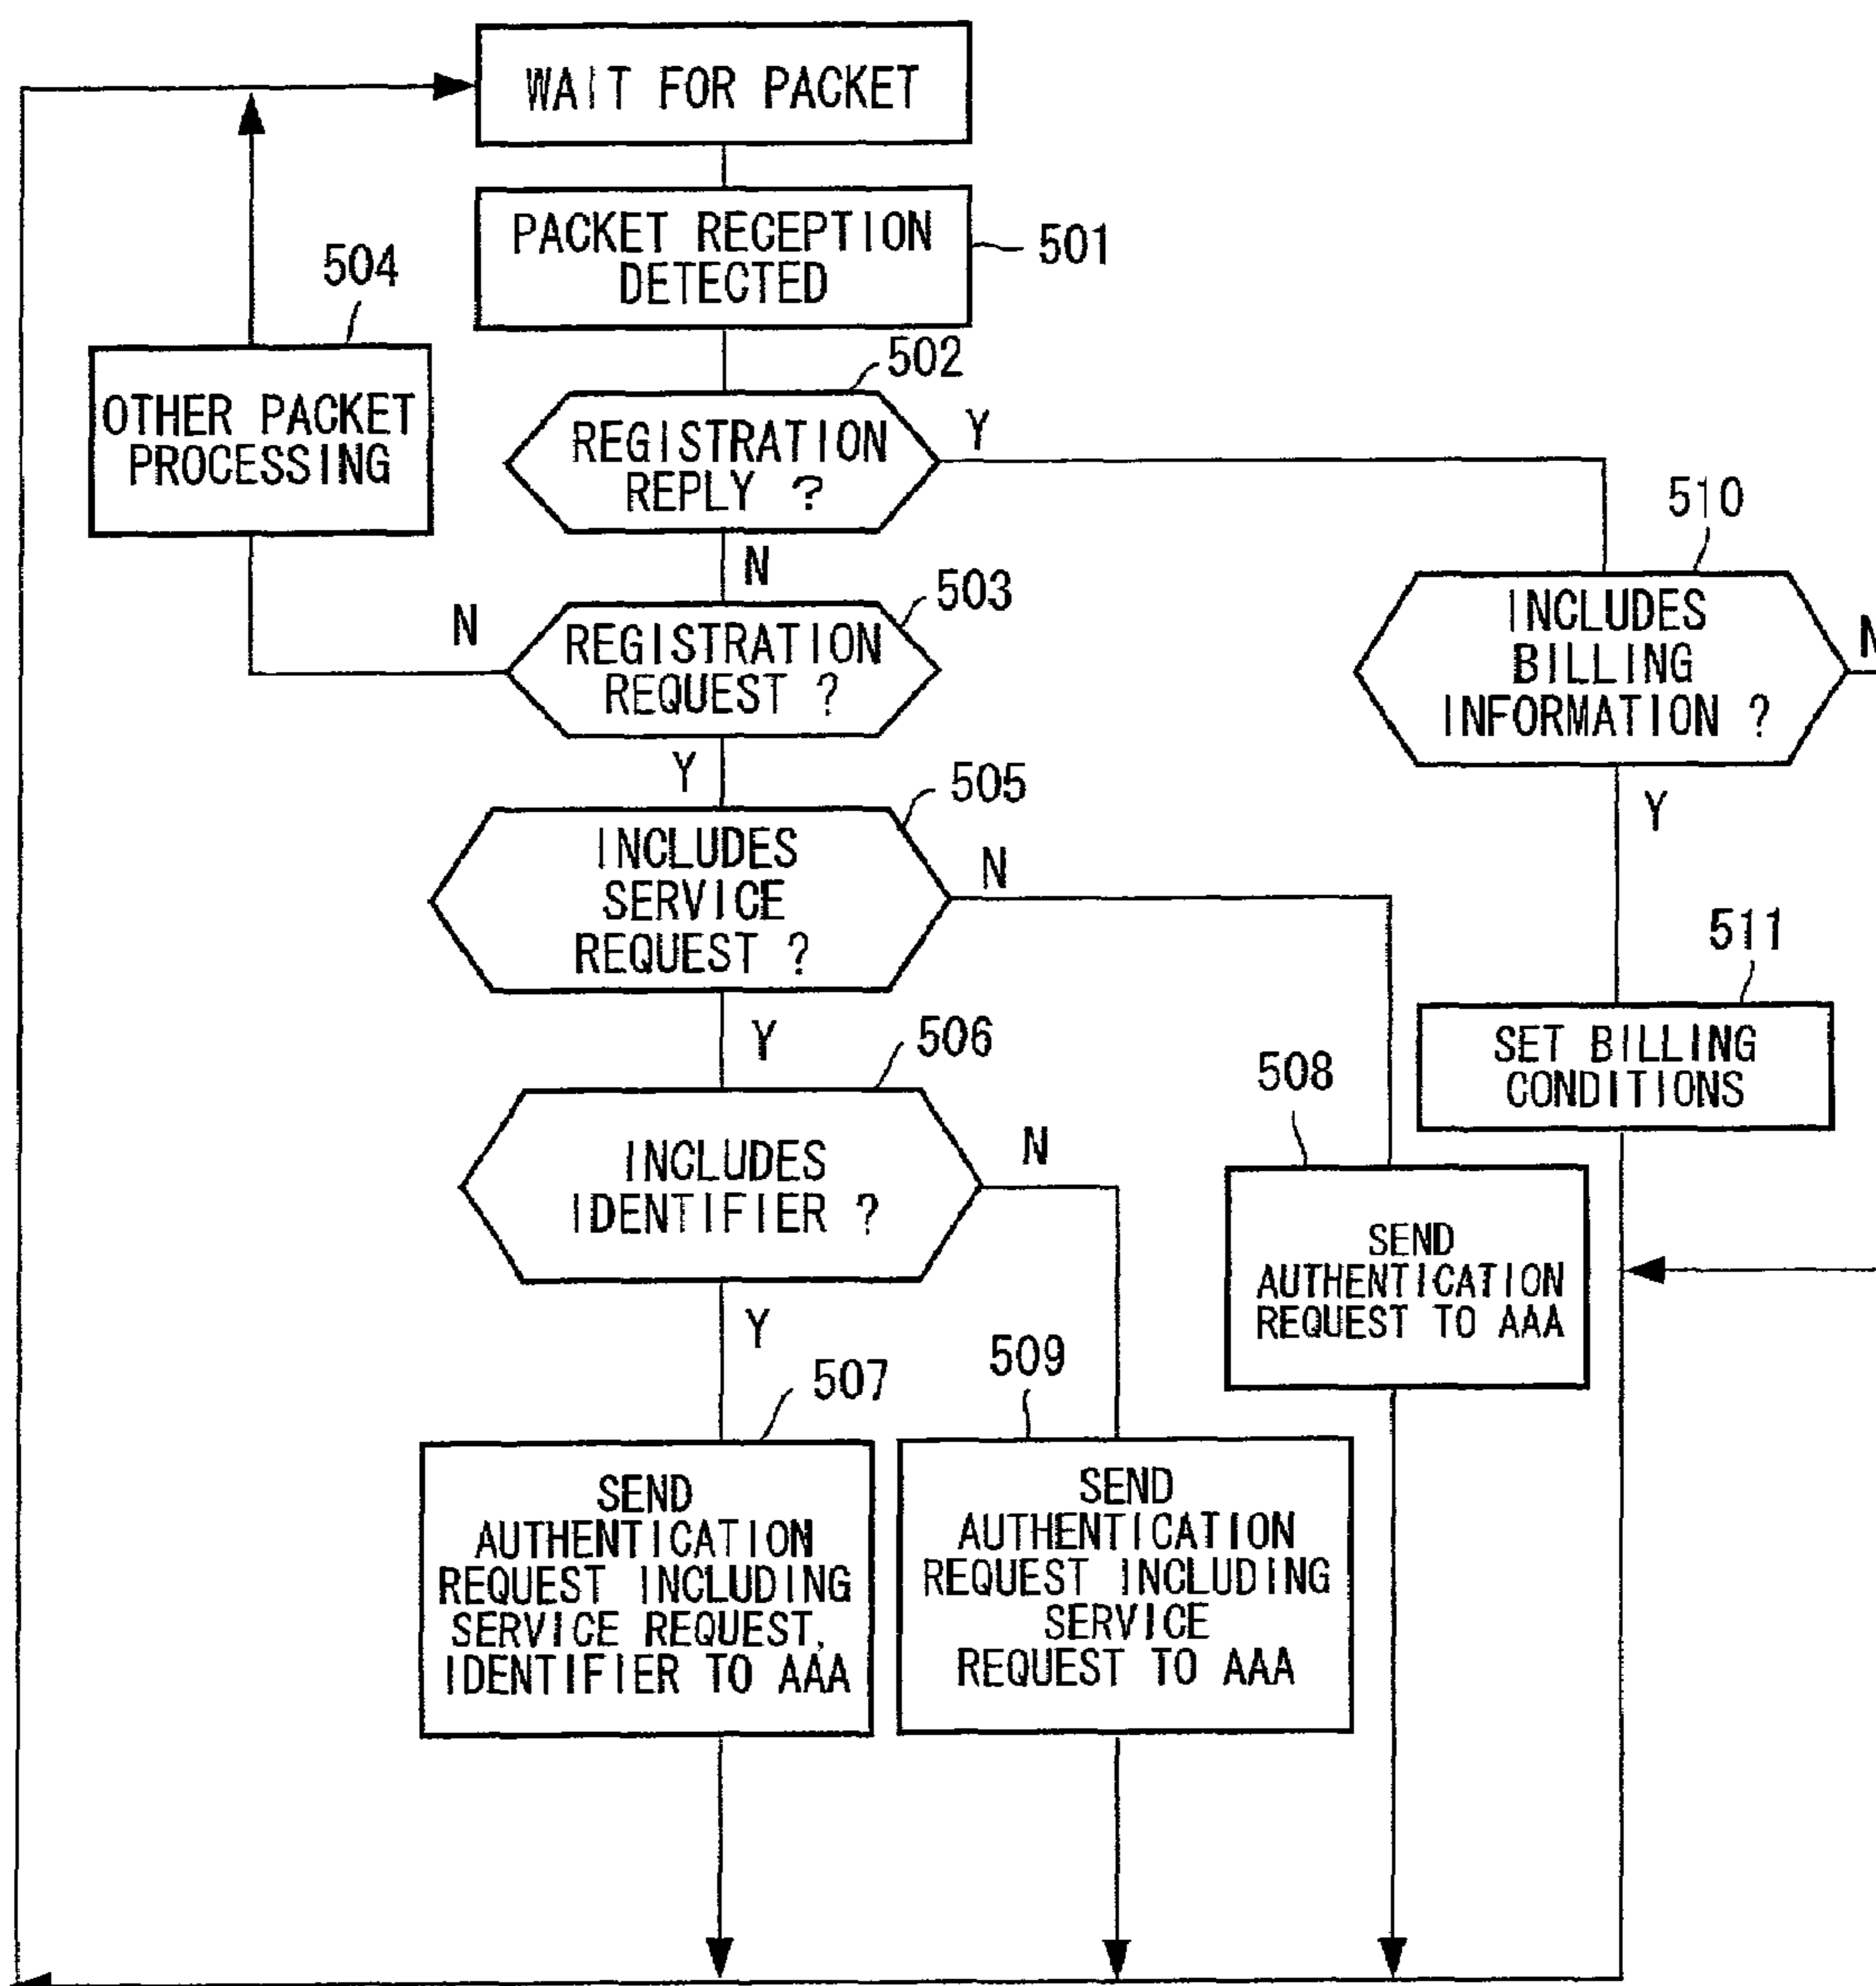 WAIT FOR PACKET
PACKET RECEPTION
DETECTED
501
504
OTHER PACKET
PROCESSING
502
REGISTRATION
REPLY ?
Y
N
503
REGISTRATION
REQUEST ?
N
Y
510
INCLUDES
BILLING
INFORMATION ?
N
Y
505
INCLUDES
SERVICE
REQUEST ?
N
Y
511
SET BILLING
CONDITIONS
506
INCLUDES
IDENTIFIER ?
N
Y
508
SEND
AUTHENTICATION
REQUEST TO AAA
507
SEND
AUTHENTICATION
REQUEST INCLUDING
SERVICE REQUEST,
IDENTIFIER TO AAA
509
SEND
AUTHENTICATION
REQUEST INCLUDING
SERVICE
REQUEST TO AAA